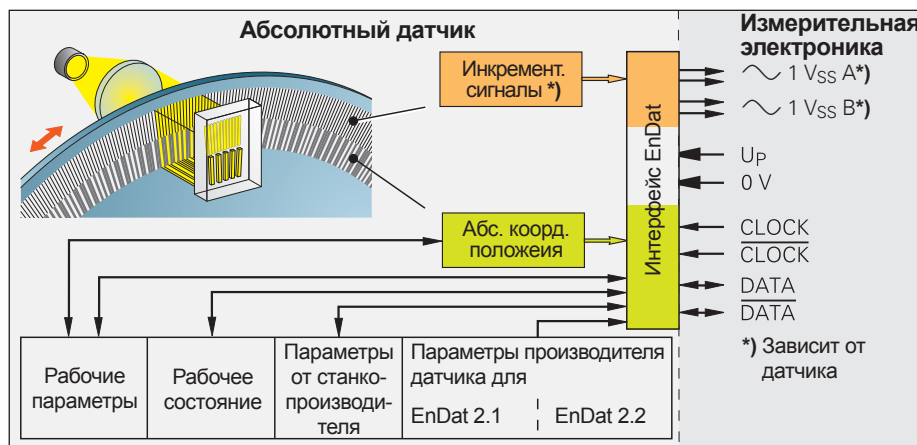 Абсолютный датчик
Измерительная
электроника
Инкремент.
сигналы *)
Интерфейс EnDat
1 VSS A*)
1 VSS B*)
UP
0 V
Абс. коорд.
положеия
CLOCK
CLOCK
DATA
DATA
*) Зависит от
датчика
Рабочие
параметры
Рабочее
состояние
Параметры
от станко-
производи-
теля
Параметры производителя
датчика для
EnDat 2.1
EnDat 2.2